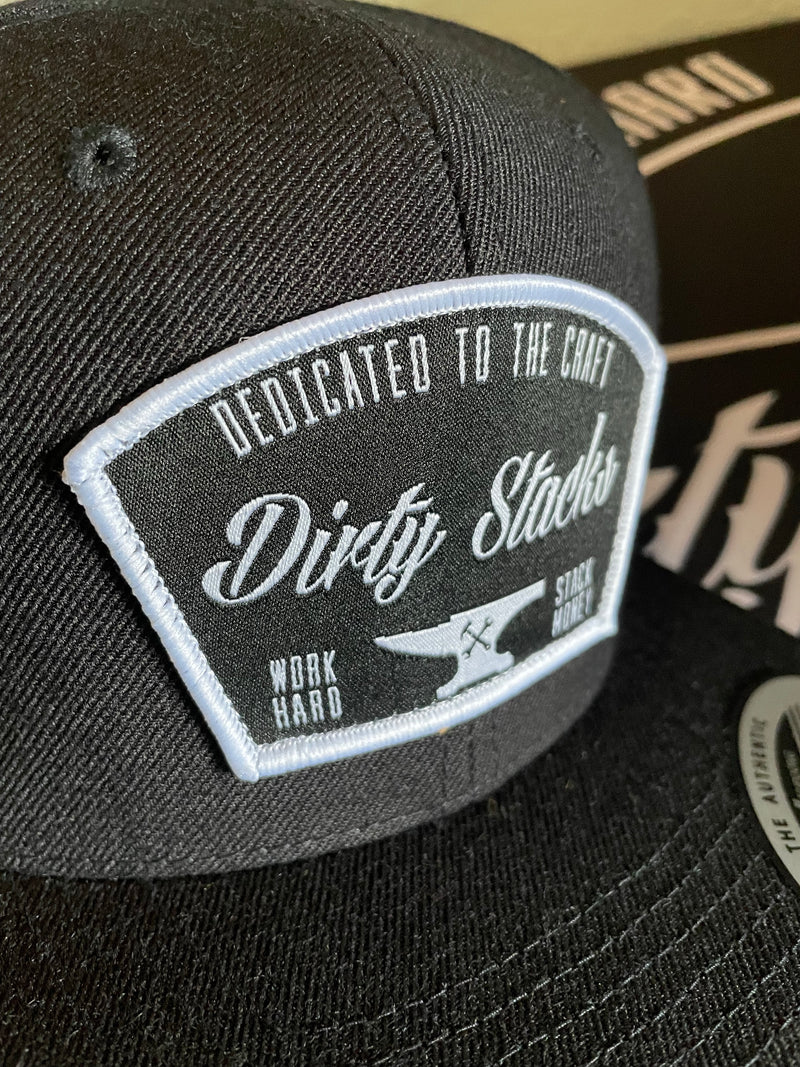 DEDICATED TO THE CRAFT
Dirty Stacks
WORK
HARD
STACK
MONEY
THE AUTHENTIC